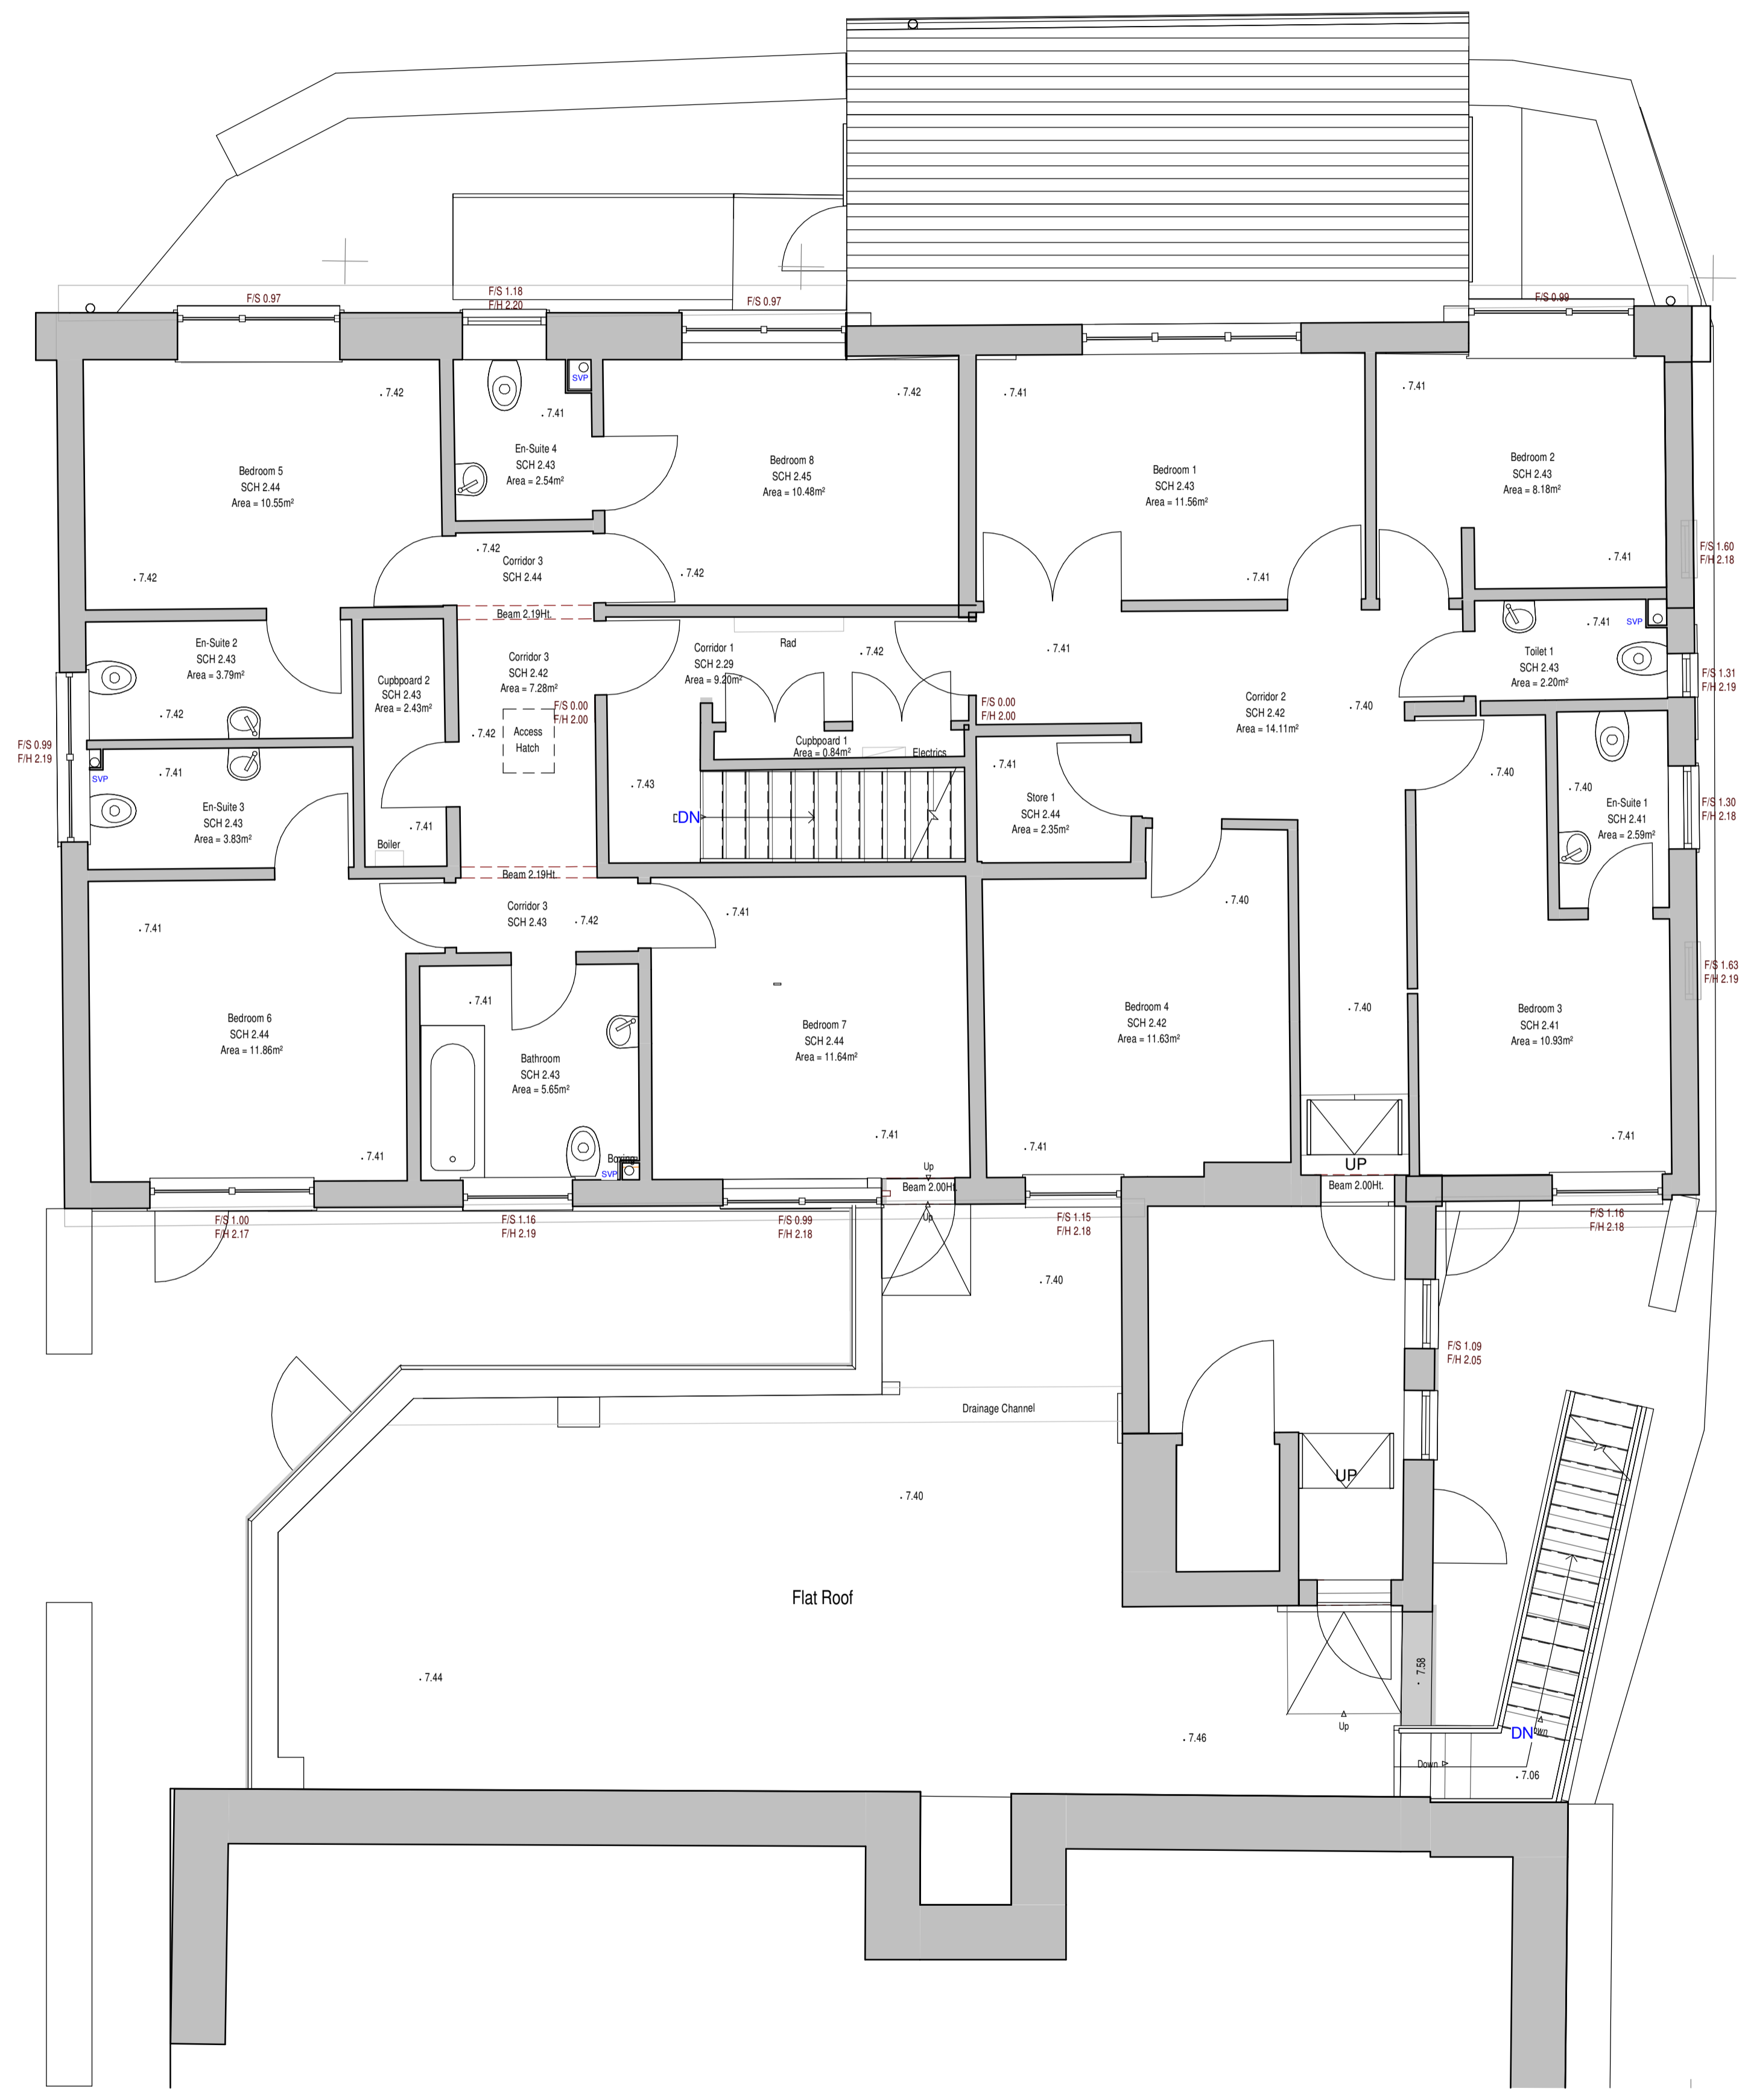 F/S 0.97
F/S 1.18
F/H 2.20
F/S 0.97
F/S 0.99
SVP
. 7.42
. 7.41
. 7.42
. 7.41
. 7.41
Bedroom 5
SCH 2.44
Area = 10.55m²
En-Suite 4
SCH 2.43
Area = 2.54m²
Bedroom 8
SCH 2.45
Area = 10.48m²
Bedroom 1
SCH 2.43
Area = 11.56m²
Bedroom 2
SCH 2.43
Area = 8.18m²
. 7.42
. 7.42
Corridor 3
SCH 2.44
. 7.42
. 7.41
. 7.41
F/S 1.60
F/H 2.18
Beam 2.19Ht.
En-Suite 2
SCH 2.43
Area = 3.79m²
. 7.42
Cupbpoard 2
SCH 2.43
Area = 2.43m²
Corridor 3
SCH 2.42
Area = 7.28m²
F/S 0.00
F/H 2.00
. 7.42
Access
Hatch
Corridor 1
SCH 2.29
Area = 9.20m²
Rad
. 7.42
. 7.41
F/S 0.00
F/H 2.00
Corridor 2
SCH 2.42
Area = 14.11m²
. 7.40
. 7.41
SVP
Toilet 1
SCH 2.43
Area = 2.20m²
F/S 1.31
F/H 2.19
F/S 0.99
F/H 2.19
SVP
. 7.41
En-Suite 3
SCH 2.43
Area = 3.83m²
. 7.41
Boiler
. 7.43
Cupbpoard 1
Area = 0.84m²
Electrics
DN
. 7.41
Store 1
SCH 2.44
Area = 2.35m²
. 7.40
. 7.40
En-Suite 1
SCH 2.41
Area = 2.59m²
F/S 1.30
F/H 2.18
Beam 2.19Ht.
. 7.41
Corridor 3
SCH 2.43
. 7.42
. 7.41
. 7.40
F/S 1.63
F/H 2.19
. 7.41
Bedroom 6
SCH 2.44
Area = 11.86m²
Bathroom
SCH 2.43
Area = 5.65m²
Bedroom 7
SCH 2.44
Area = 11.64m²
Bedroom 4
SCH 2.42
Area = 11.63m²
. 7.40
Bedroom 3
SCH 2.41
Area = 10.93m²
. 7.41
Boxing
SVP
. 7.41
. 7.41
. 7.41
UP
Up
Beam 2.00Ht.
Up
Beam 2.00Ht.
F/S 1.00
F/H 2.17
F/S 1.16
F/H 2.19
F/S 0.99
F/H 2.18
F/S 1.15
F/H 2.18
F/S 1.16
F/H 2.18
. 7.40
F/S 1.09
F/H 2.05
Drainage Channel
UP
. 7.40
Flat Roof
. 7.44
. 7.58
Up
. 7.46
DN
Down
. 7.06